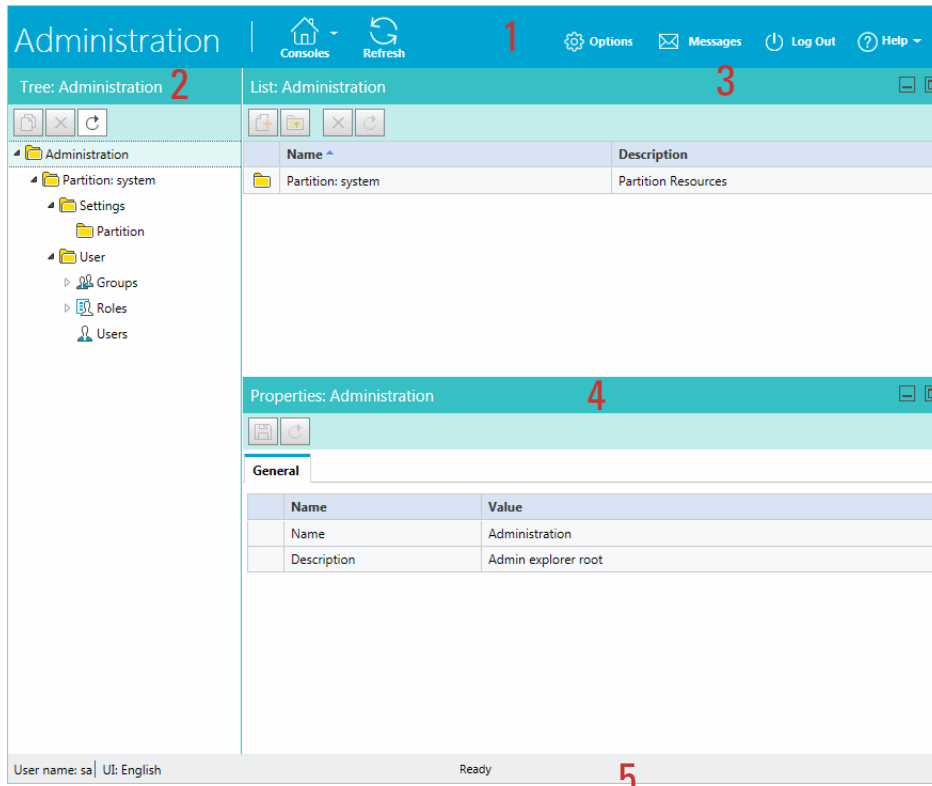 Administration
Consoles
Refresh
1
Options
Messages
Log Out
Help
Tree: Administration 2
List: Administration 3
Administration
Partition: system
Settings
Partition
User
Groups
Roles
Users
Name Description
Partition: system Partition Resources
Properties: Administration 4
General
Name Value
Name Administration
Description Admin explorer root
User name: sa UI: English Ready 5